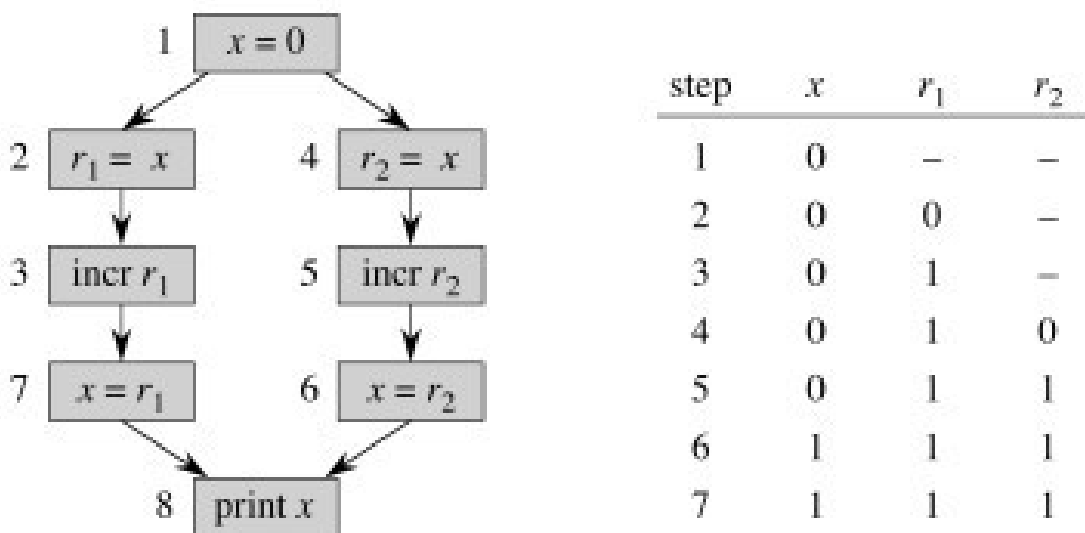 1 x = 0
2 r₁ = x 4 r₂ = x
3 incr r₁ 5 incr r₂
7 x = r₁ 6 x = r₂
8 print x
step x r₁ r₂
1 0 – –
2 0 0 –
3 0 1 –
4 0 1 0
5 0 1 1
6 1 1 1
7 1 1 1